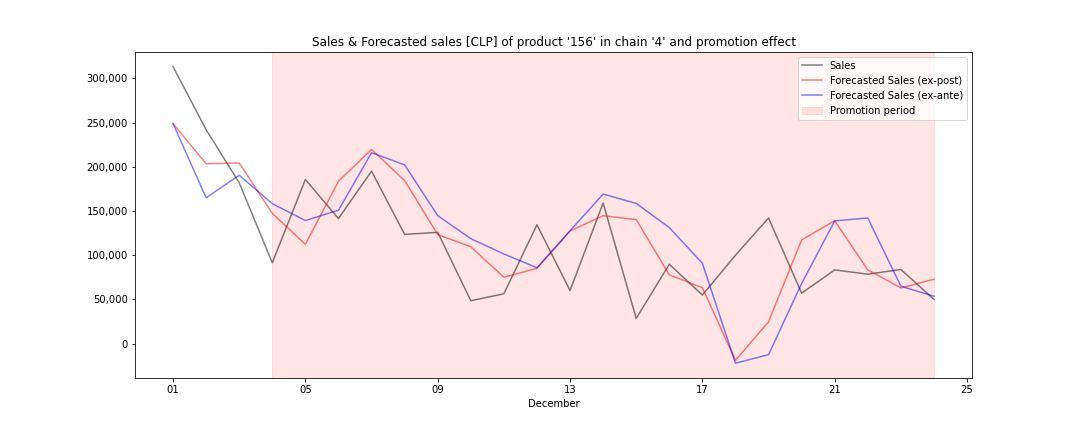 Sales & Forecasted sales [CLP] of product '156' in chain '4' and promotion effect
Sales
Forecasted Sales (ex-post)
Forecasted Sales (ex-ante)
Promotion period
300,000
250,000
200,000
150,000
100,000
50,000
0
01 05 09 13 17 21 25
December